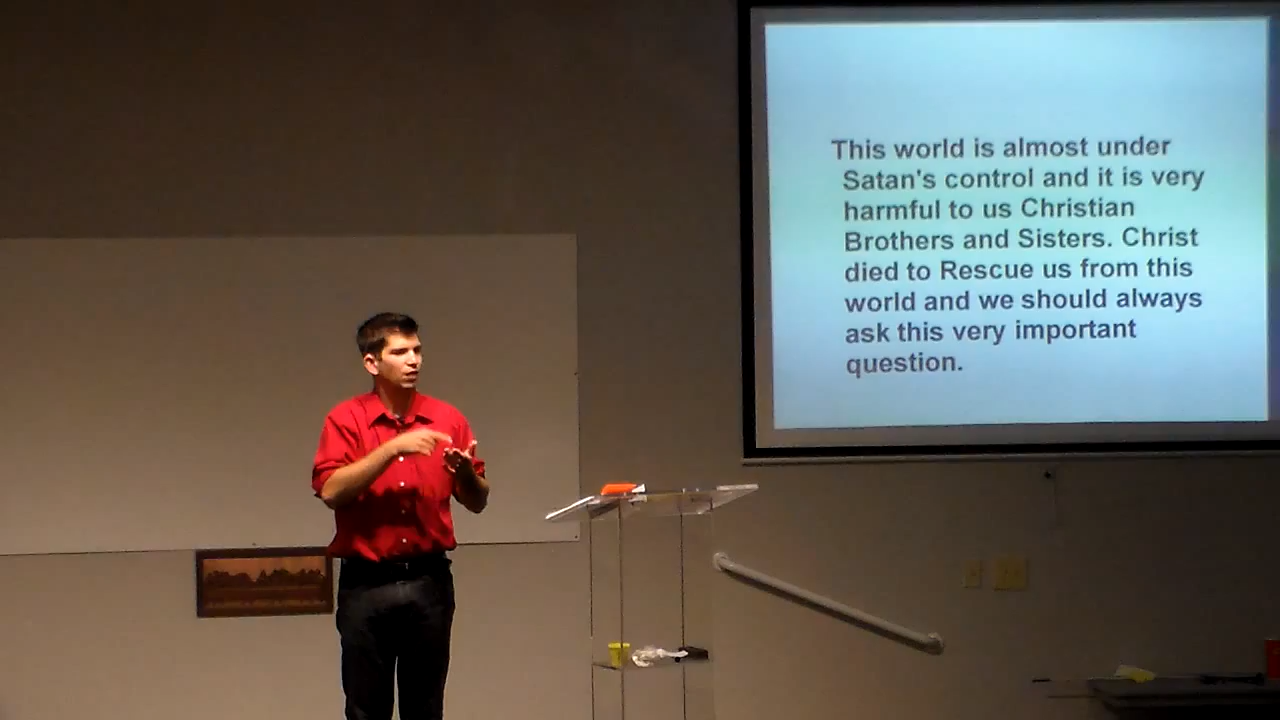 This world is almost under
Satan's control and it is very
harmful to us Christian
Brothers and Sisters. Christ
died to Rescue us from this
world and we should always
ask this very important
question.